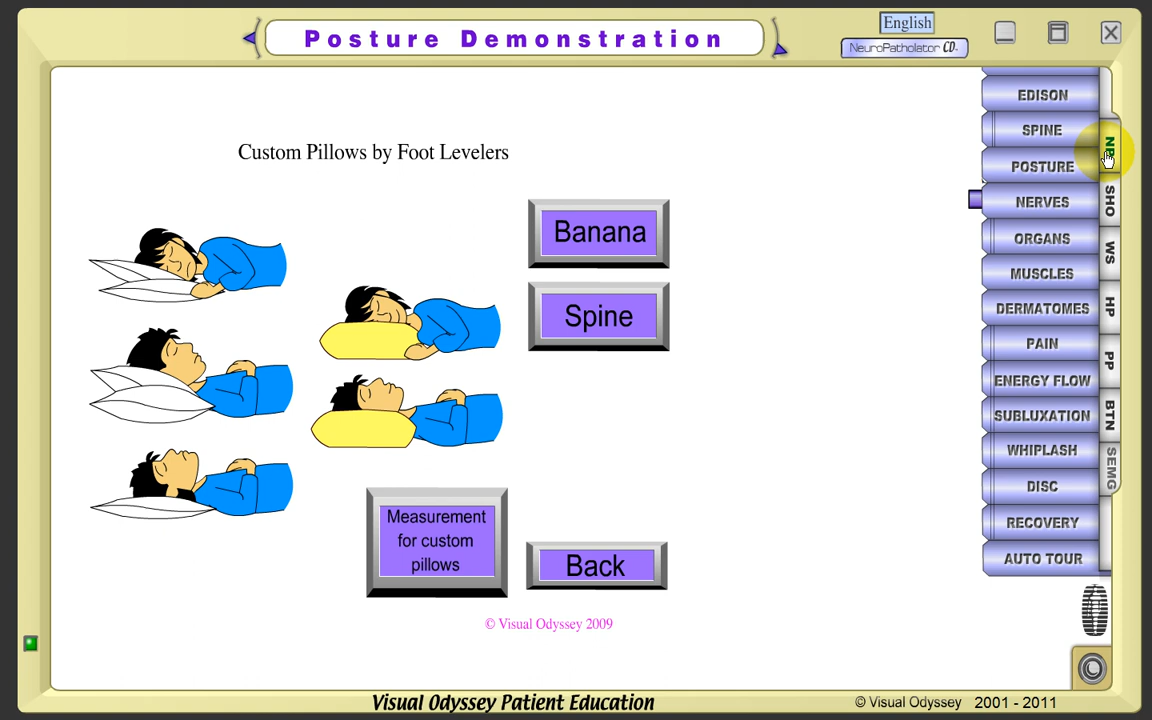 Posture Demonstration
English
NeuroPatholator CD
Custom Pillows by Foot Levelers
Banana
Spine
Measurement
for custom
pillows
Back
© Visual Odyssey 2009
EDISON
SPINE
POSTURE
NERVES
ORGANS
MUSCLES
DERMATOMES
PAIN
ENERGY FLOW
SUBLUXATION
WHIPLASH
DISC
RECOVERY
AUTO TOUR
SHO
WS
HP
PP
BTN
SEMG
Visual Odyssey Patient Education
© Visual Odyssey 2001 - 2011